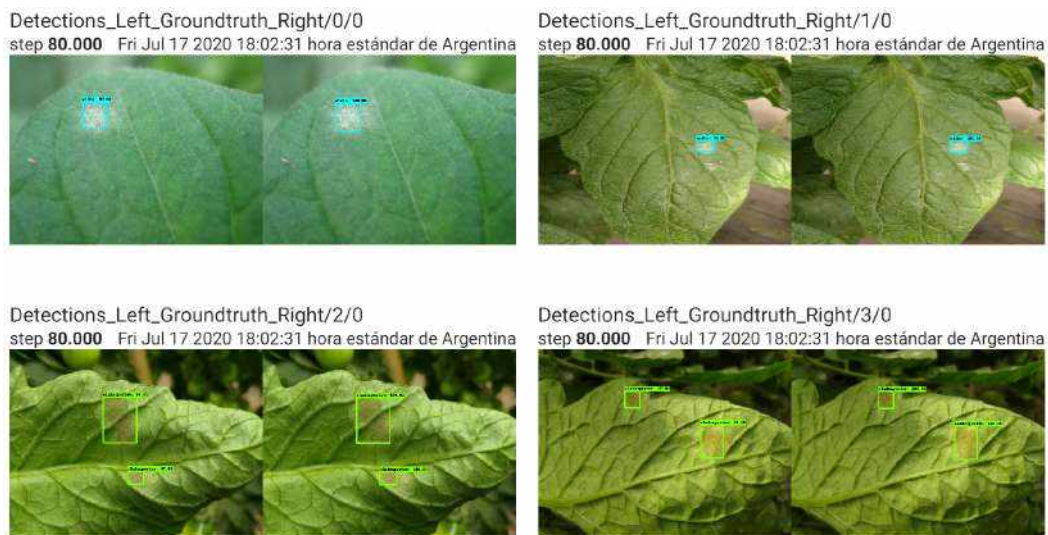 Detections_Left_Groundtruth_Right/0/0
step 80.000 Fri Jul 17 2020 18:02:31 hora estándar de Argentina
Detections_Left_Groundtruth_Right/1/0
step 80.000 Fri Jul 17 2020 18:02:31 hora estándar de Argentina
Detections_Left_Groundtruth_Right/2/0
step 80.000 Fri Jul 17 2020 18:02:31 hora estándar de Argentina
Detections_Left_Groundtruth_Right/3/0
step 80.000 Fri Jul 17 2020 18:02:31 hora estándar de Argentina